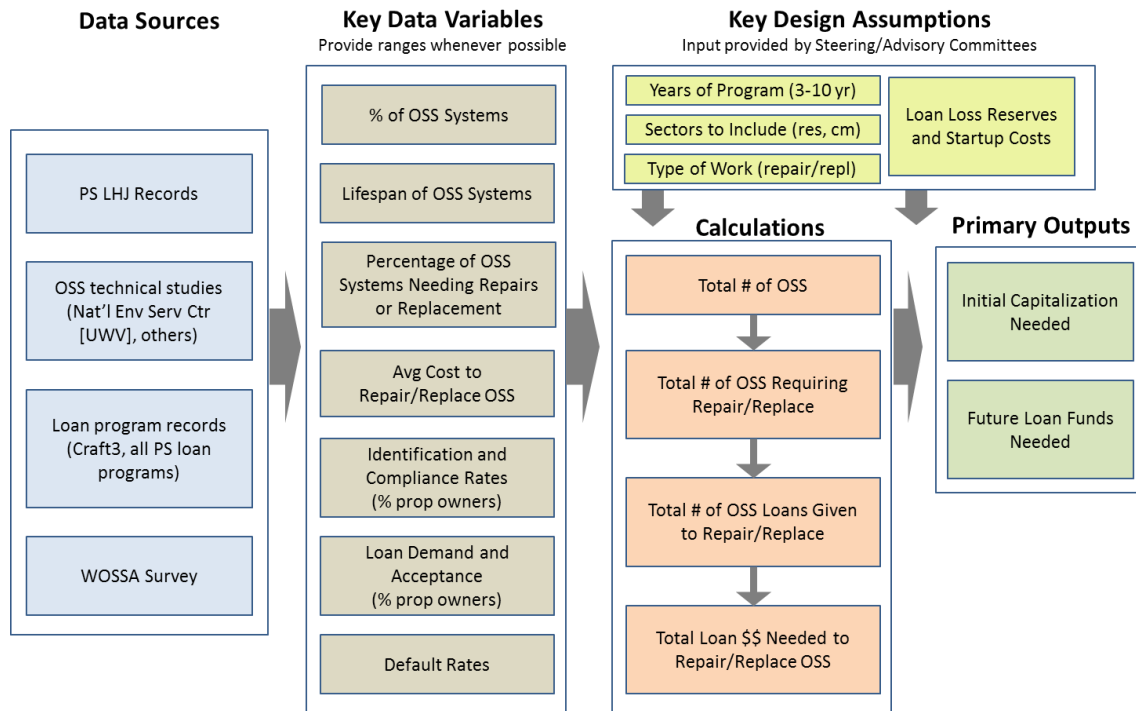 Data Sources
PS LHJ Records
OSS technical studies
(Nat'l Env Serv Ctr
[UWV], others)
Loan program records
(Craft3, all PS loan
programs)
WOSSA Survey
Key Data Variables
Provide ranges whenever possible
% of OSS Systems
Lifespan of OSS Systems
Percentage of OSS
Systems Needing Repairs
or Replacement
Avg Cost to
Repair/Replace OSS
Identification and
Compliance Rates
(% prop owners)
Loan Demand and
Acceptance
(% prop owners)
Default Rates
Key Design Assumptions
Input provided by Steering/Advisory Committees
Years of Program (3-10 yr)
Sectors to Include (res, cm)
Type of Work (repair/repl)
Loan Loss Reserves
and Startup Costs
Calculations
Total # of OSS
Total # of OSS Requiring
Repair/Replace
Total # of OSS Loans Given
to Repair/Replace
Total Loan $$ Needed to
Repair/Replace OSS
Primary Outputs
Initial Capitalization
Needed
Future Loan Funds
Needed